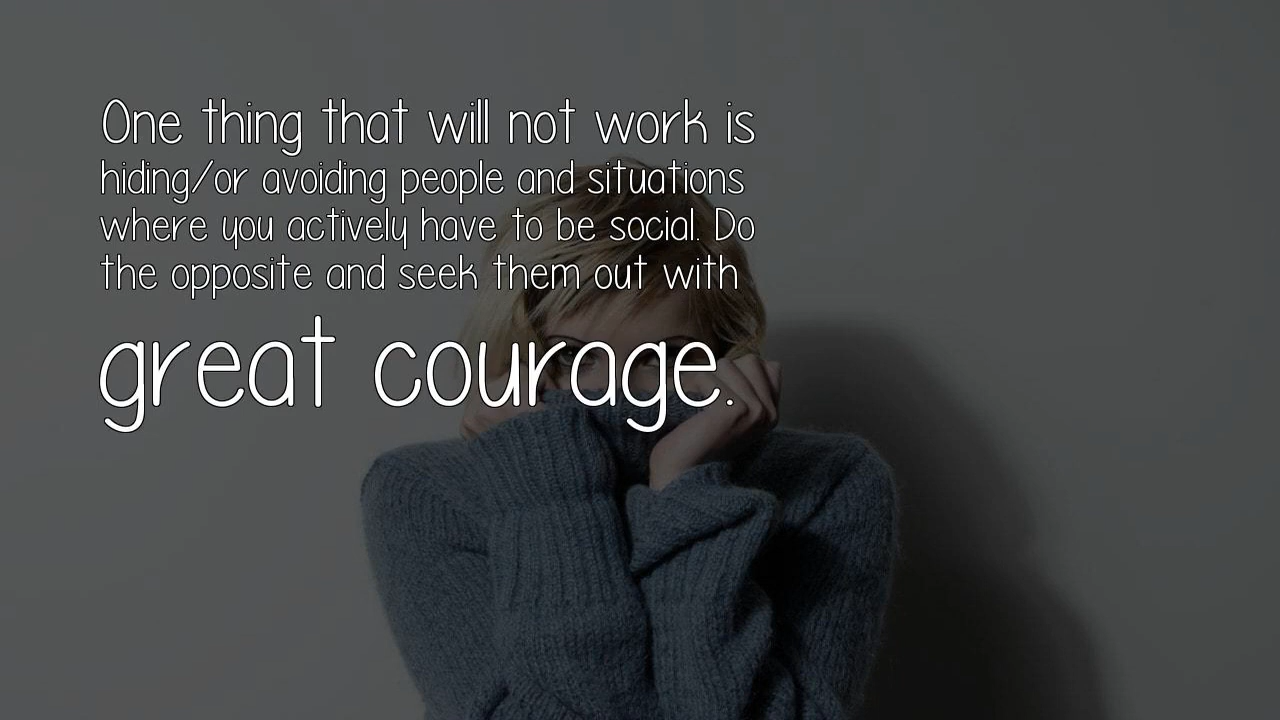 One thing that will not work is
hiding/or avoiding people and situations
where you actively have to be social. Do
the opposite and seek them out with
great courage.